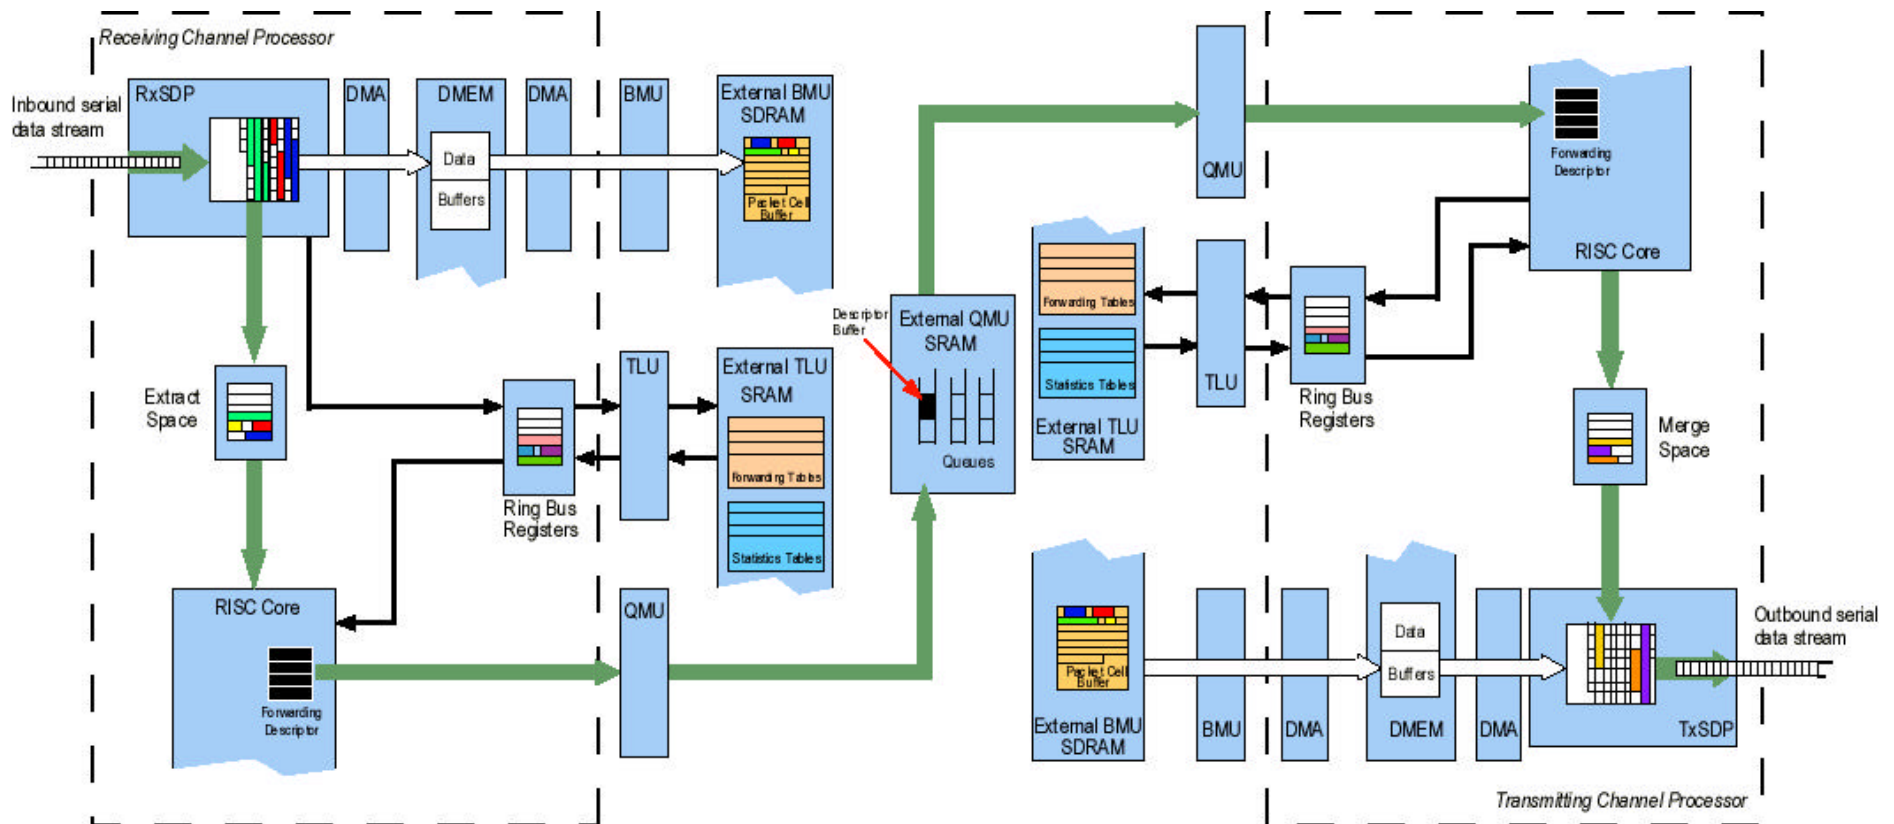 Receiving Channel Processor
Inbound serial
data stream
RxSDP
DMA
DMEM
DMA
BMU
External BMU
SDRAM
Data
Buffers
Packet Cell
Buffer
Extract
Space
Ring Bus
Registers
TLU
External TLU
SRAM
Forwarding Tables
Statistics Tables
RISC Core
Forwarding
Descriptor
QMU
Descriptor
Buffer
External QMU
SRAM
Queues
QMU
Forwarding
Descriptor
RISC Core
Forwarding Tables
Statistics Tables
External TLU
SRAM
TLU
Ring Bus
Registers
Merge
Space
Packet Cell
Buffer
External BMU
SDRAM
BMU
DMA
Data
Buffers
DMEM
DMA
TxSDP
Outbound serial
data stream
Transmitting Channel Processor